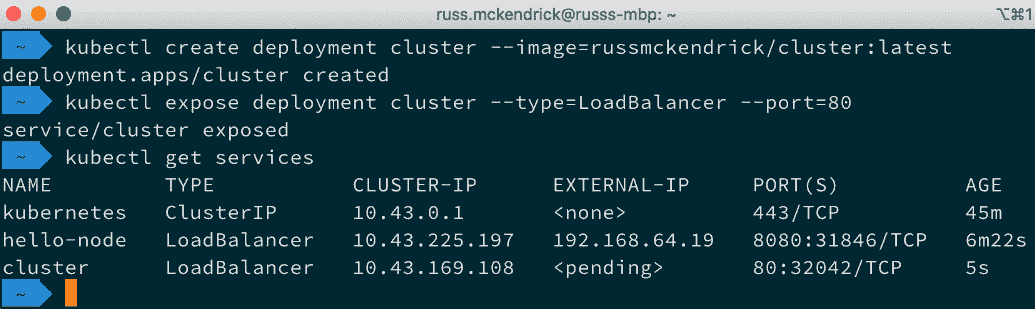 russ.mckendrick@russs-mbp: ~ ⌥⌘1
~ kubectl create deployment cluster --image=russmckendrick/cluster:latest
deployment.apps/cluster created
~ kubectl expose deployment cluster --type=LoadBalancer --port=80
service/cluster exposed
~ kubectl get services
NAME TYPE CLUSTER-IP EXTERNAL-IP PORT(S) AGE
kubernetes ClusterIP 10.43.0.1 <none> 443/TCP 45m
hello-node LoadBalancer 10.43.225.197 192.168.64.19 8080:31846/TCP 6m22s
cluster LoadBalancer 10.43.169.108 <pending> 80:32042/TCP 5s
~